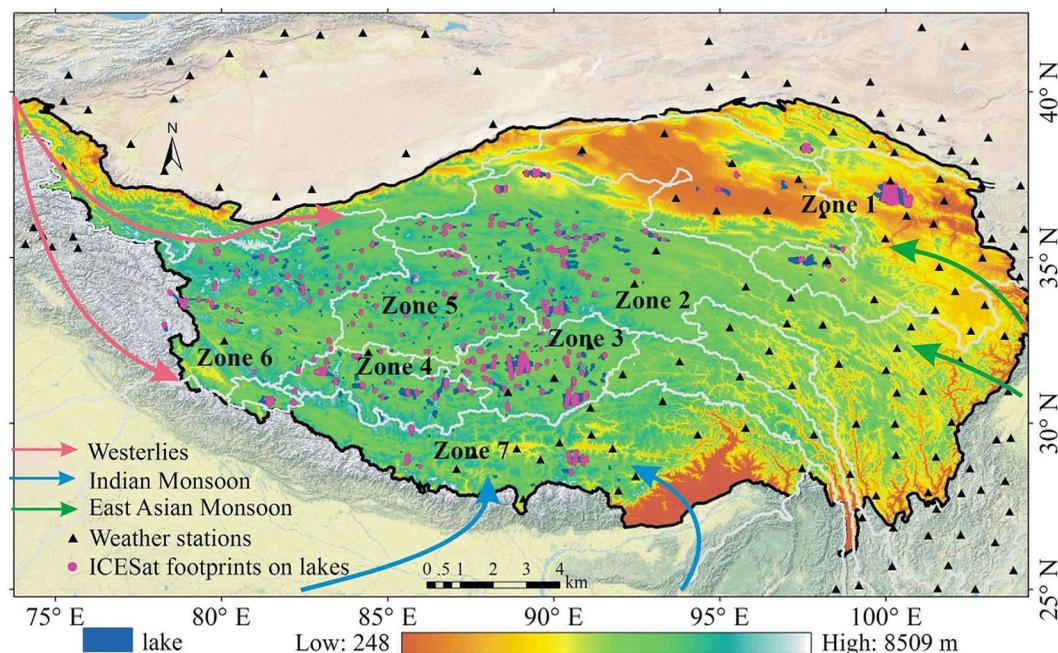 N
40° N
Zone 1
35° N
Zone 5
Zone 2
Zone 3
Zone 6
Zone 4
30° N
Zone 7
Westerlies
Indian Monsoon
East Asian Monsoon
Weather stations
ICESat footprints on lakes
0 .5 1 2 3 4
km
25° N
75° E 80° E 85° E 90° E 95° E 100° E
lake Low: 248 High: 8509 m